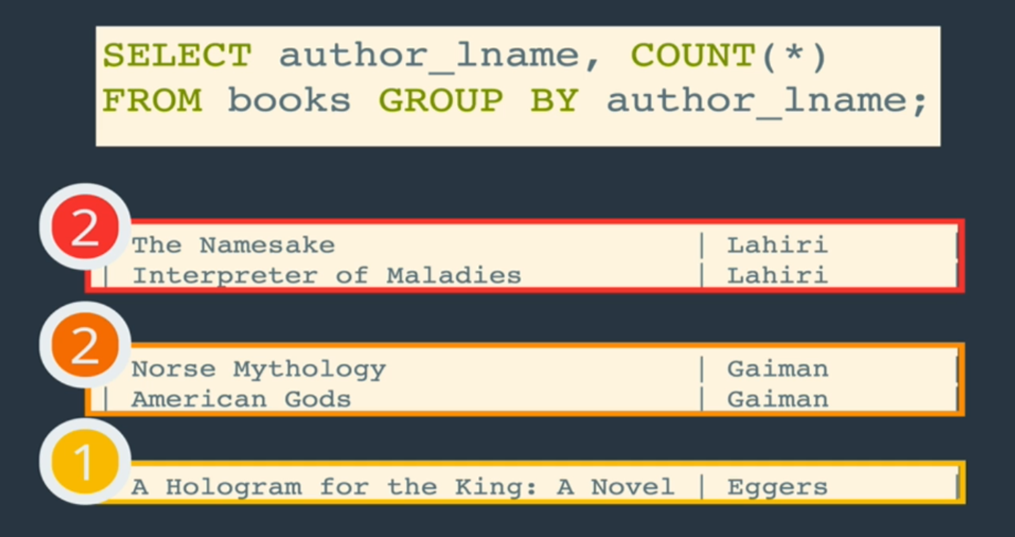 SELECT author_lname, COUNT(*)
FROM books GROUP BY author_lname;
2
The Namesake | Lahiri |
| Interpreter of Maladies | Lahiri |
2
Norse Mythology | Gaiman |
| American Gods | Gaiman |
1
A Hologram for the King: A Novel | Eggers |